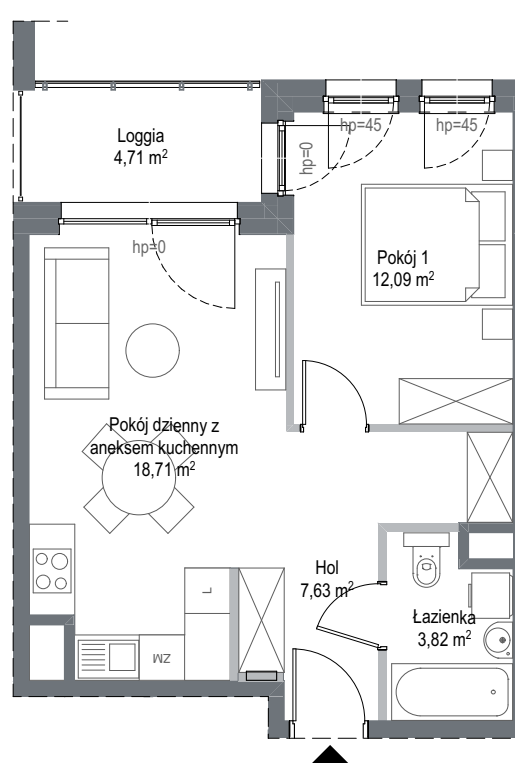 Loggia
4,71 m²
hp=45
hp=45
hp=0
hp=0
Pokój 1
12,09 m²
Pokój dzienny z
aneksem kuchennym
18,71 m²
Hol
7,63 m²
Łazienka
3,82 m²
L
ZM